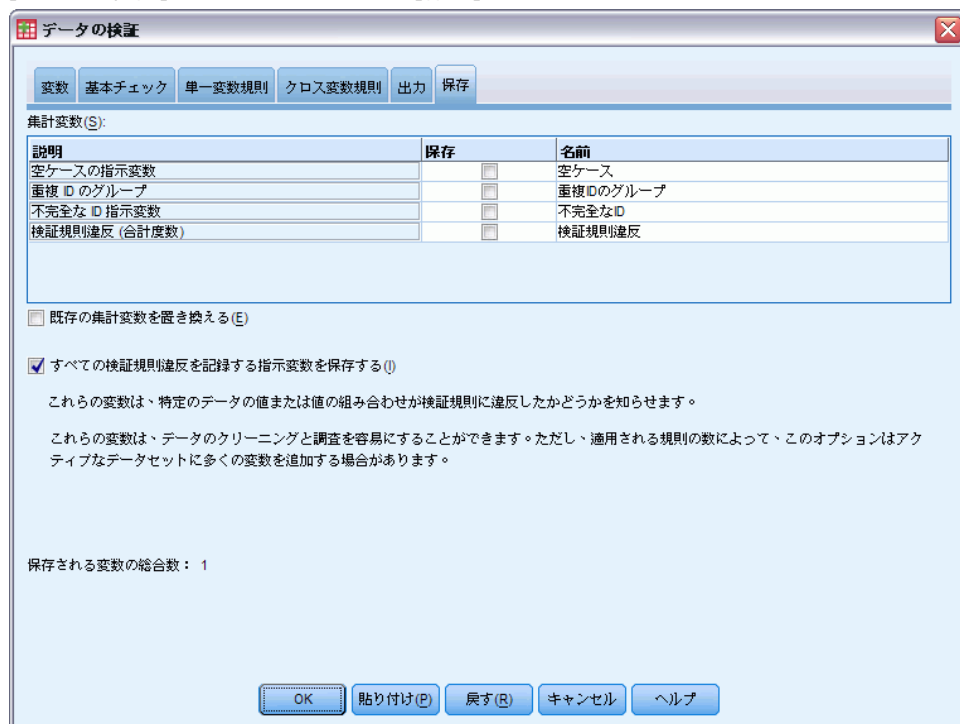 データの検証
変数 基本チェック 単一変数規則 クロス変数規則 出力 保存
集計変数(S):
説明 保存 名前
空ケースの指示変数 空ケース
重複 ID のグループ 重複IDのグループ
不完全な ID 指示変数 不完全なID
検証規則違反 (合計度数) 検証規則違反
既存の集計変数を置き換える(E)
すべての検証規則違反を記録する指示変数を保存する(I)
これらの変数は、特定のデータの値または値の組み合わせが検証規則に違反したかどうかを知らせます。
これらの変数は、データのクリーニングと調査を容易にすることができます。ただし、適用される規則の数によって、このオプションはアク
ティブなデータセットに多くの変数を追加する場合があります。
保存される変数の総合数: 1
OK 貼り付け(P) 戻す(R) キャンセル ヘルプ